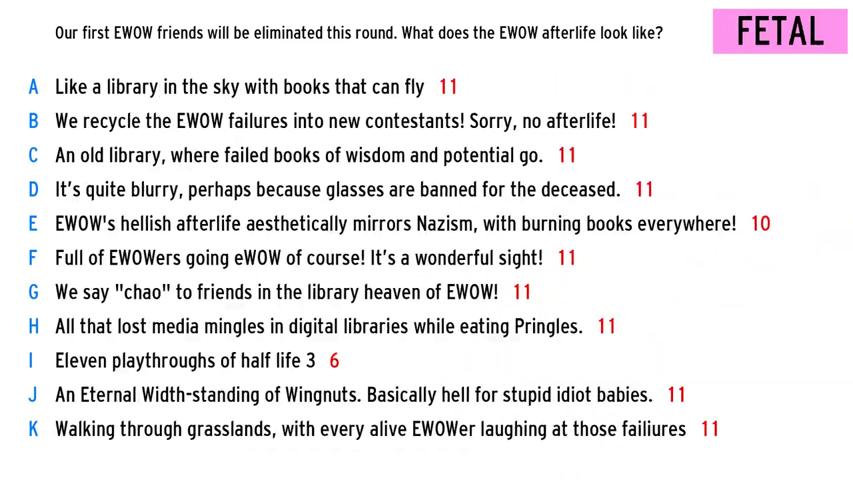 Our first EWOW friends will be eliminated this round. What does the EWOW afterlife look like?
FETAL
A Like a library in the sky with books that can fly 11
B We recycle the EWOW failures into new contestants! Sorry, no afterlife! 11
C An old library, where failed books of wisdom and potential go. 11
D It's quite blurry, perhaps because glasses are banned for the deceased. 11
E EWOW's hellish afterlife aesthetically mirrors Nazism, with burning books everywhere! 10
F Full of EWOWers going eWOW of course! It's a wonderful sight! 11
G We say "chao" to friends in the library heaven of EWOW! 11
H All that lost media mingles in digital libraries while eating Pringles. 11
I Eleven playthroughs of half life 3 6
J An Eternal Width-standing of Wingnuts. Basically hell for stupid idiot babies. 11
K Walking through grasslands, with every alive EWOWer laughing at those failiures 11